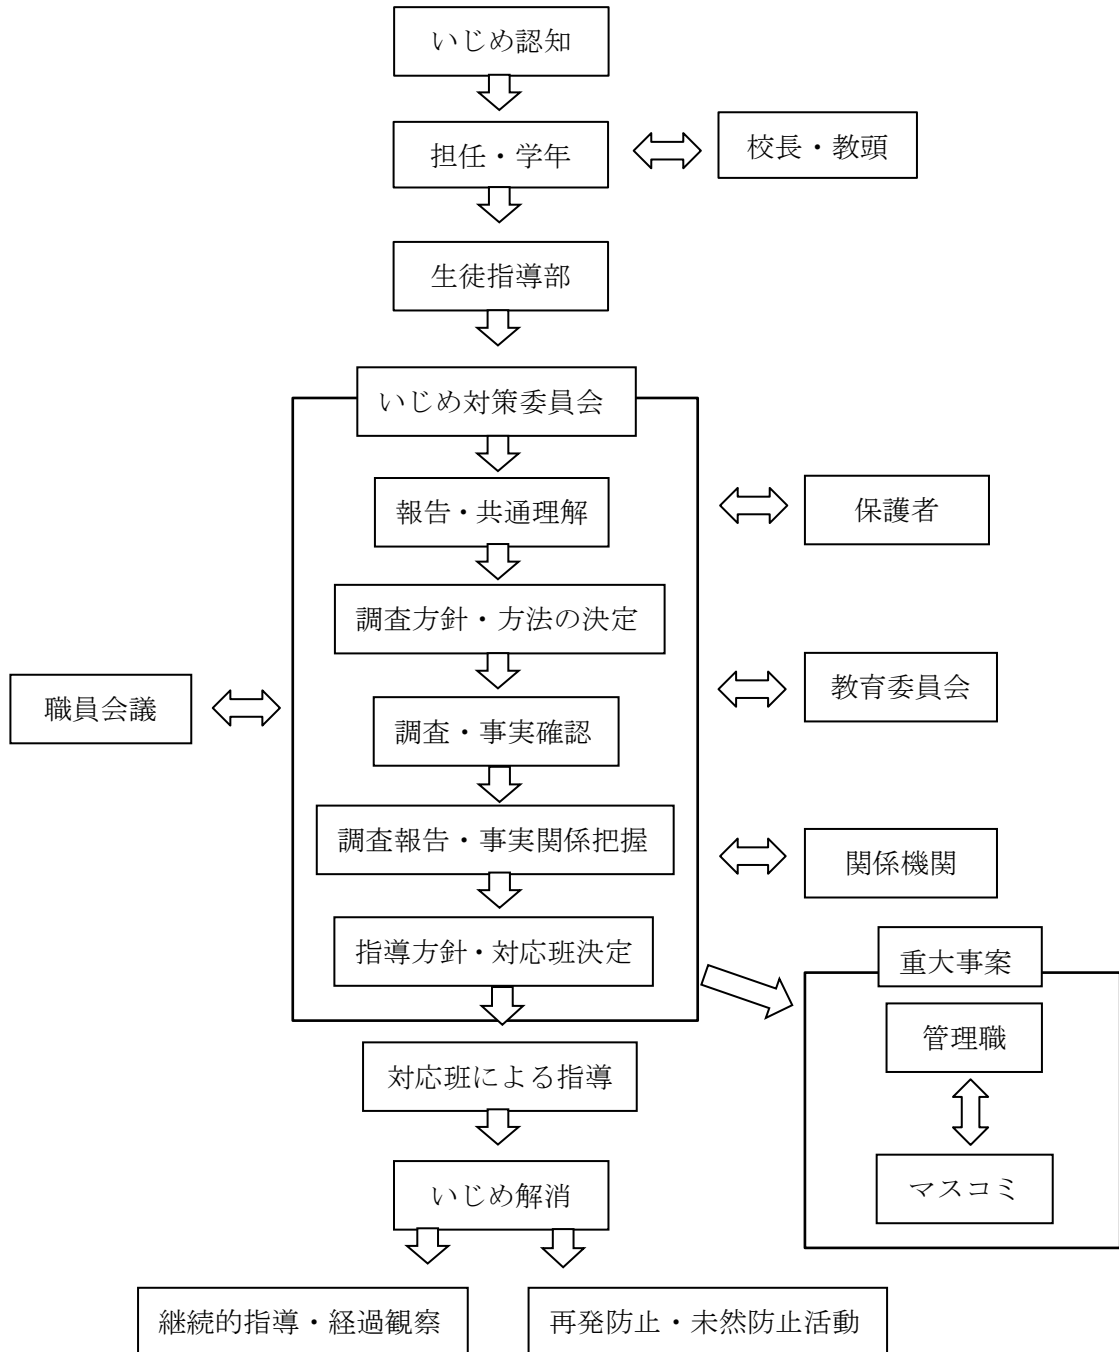 いじめ認知
担任・学年
校長・教頭
生徒指導部
いじめ対策委員会
報告・共通理解
保護者
調査方針・方法の決定
教育委員会
職員会議
調査・事実確認
調査報告・事実関係把握
関係機関
指導方針・対応班決定
重大事案
管理職
対応班による指導
マスコミ
いじめ解消
継続的指導・経過観察
再発防止・未然防止活動